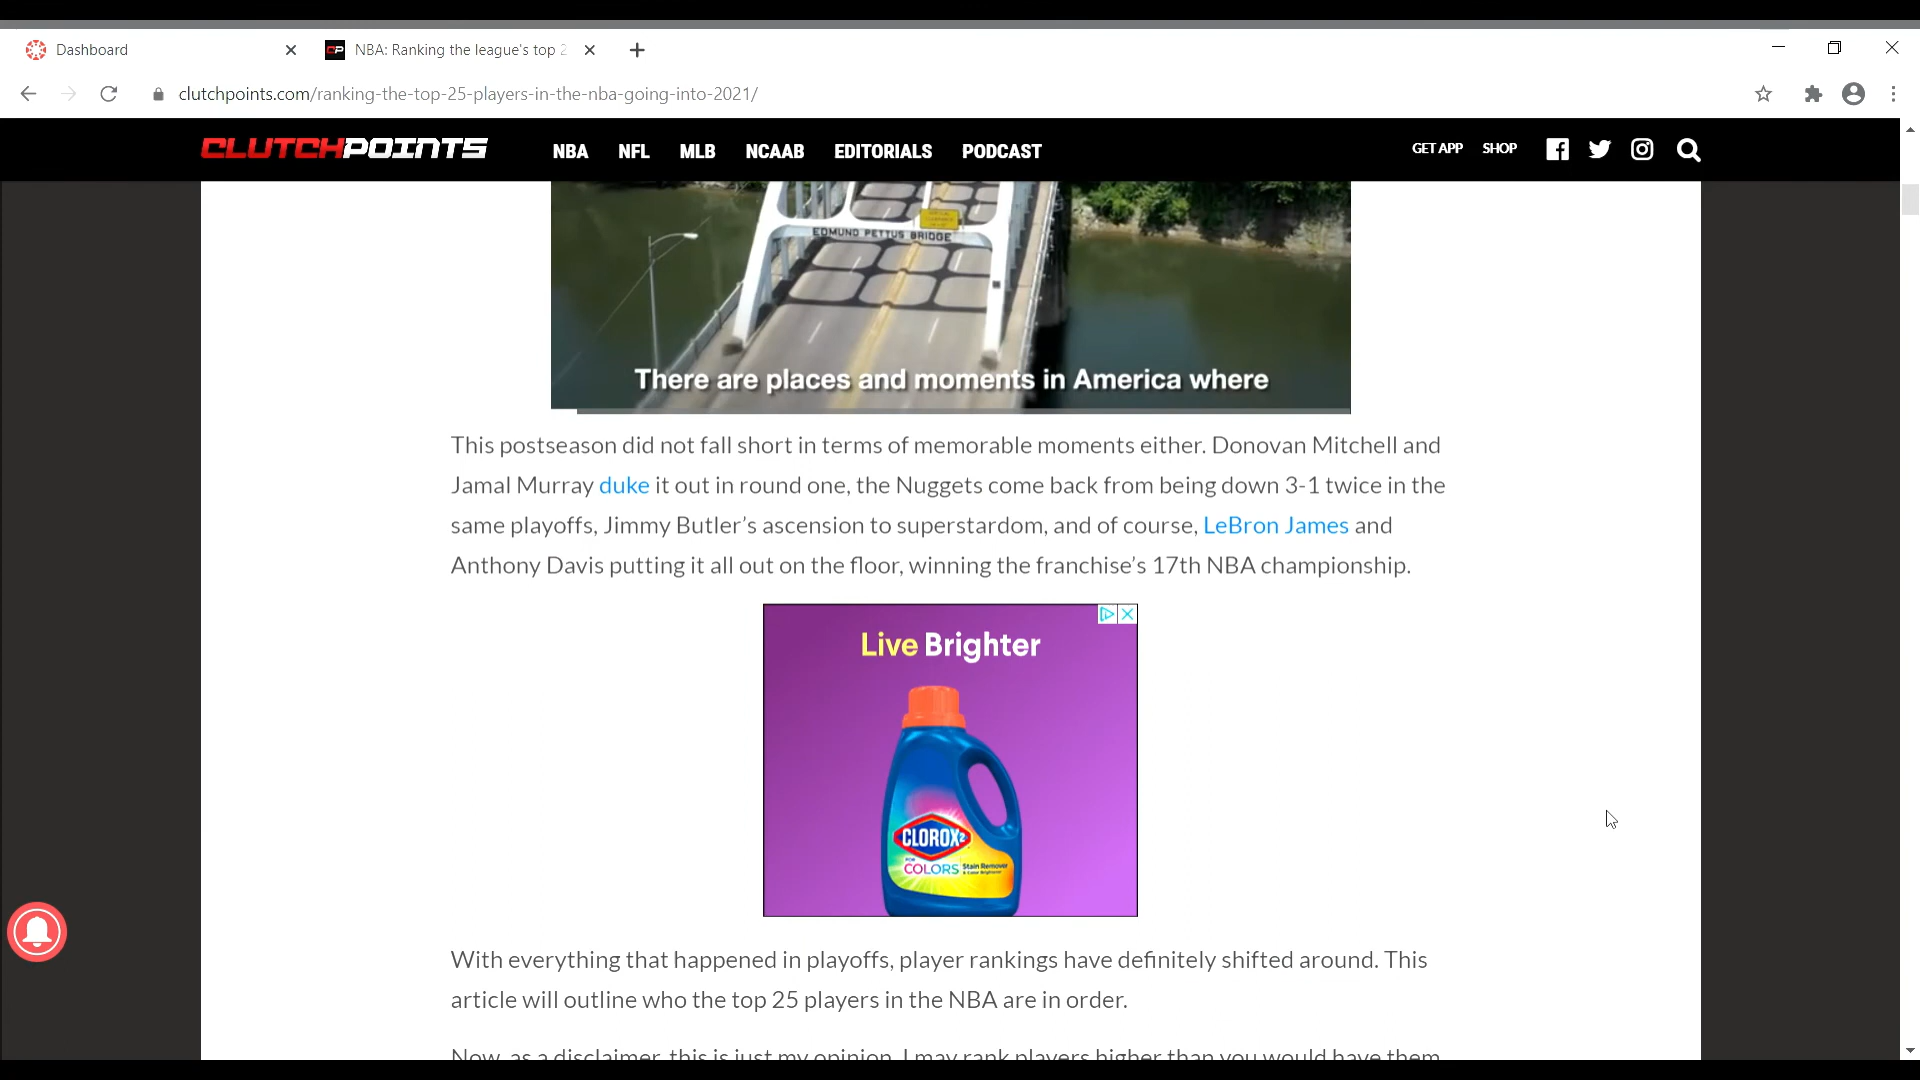 Dashboard
NBA: Ranking the league's top 2
clutchpoints.com/ranking-the-top-25-players-in-the-nba-going-into-2021/
CLUTCHPOINTS
NBA NFL MLB NCAAB EDITORIALS PODCAST
GET APP SHOP
EDMUND PETTUS BRIDGE
There are places and moments in America where
This postseason did not fall short in terms of memorable moments either. Donovan Mitchell and
Jamal Murray duke it out in round one, the Nuggets come back from being down 3-1 twice in the
same playoffs, Jimmy Butler’s ascension to superstardom, and of course, LeBron James and
Anthony Davis putting it all out on the floor, winning the franchise’s 17th NBA championship.
Live Brighter
CLOROX2
FOR
COLORS Stain Remover
& Color Brightener
With everything that happened in playoffs, player rankings have definitely shifted around. This
article will outline who the top 25 players in the NBA are in order.
Now, as a disclaimer, this is just my opinion. I may rank players higher than you would have them